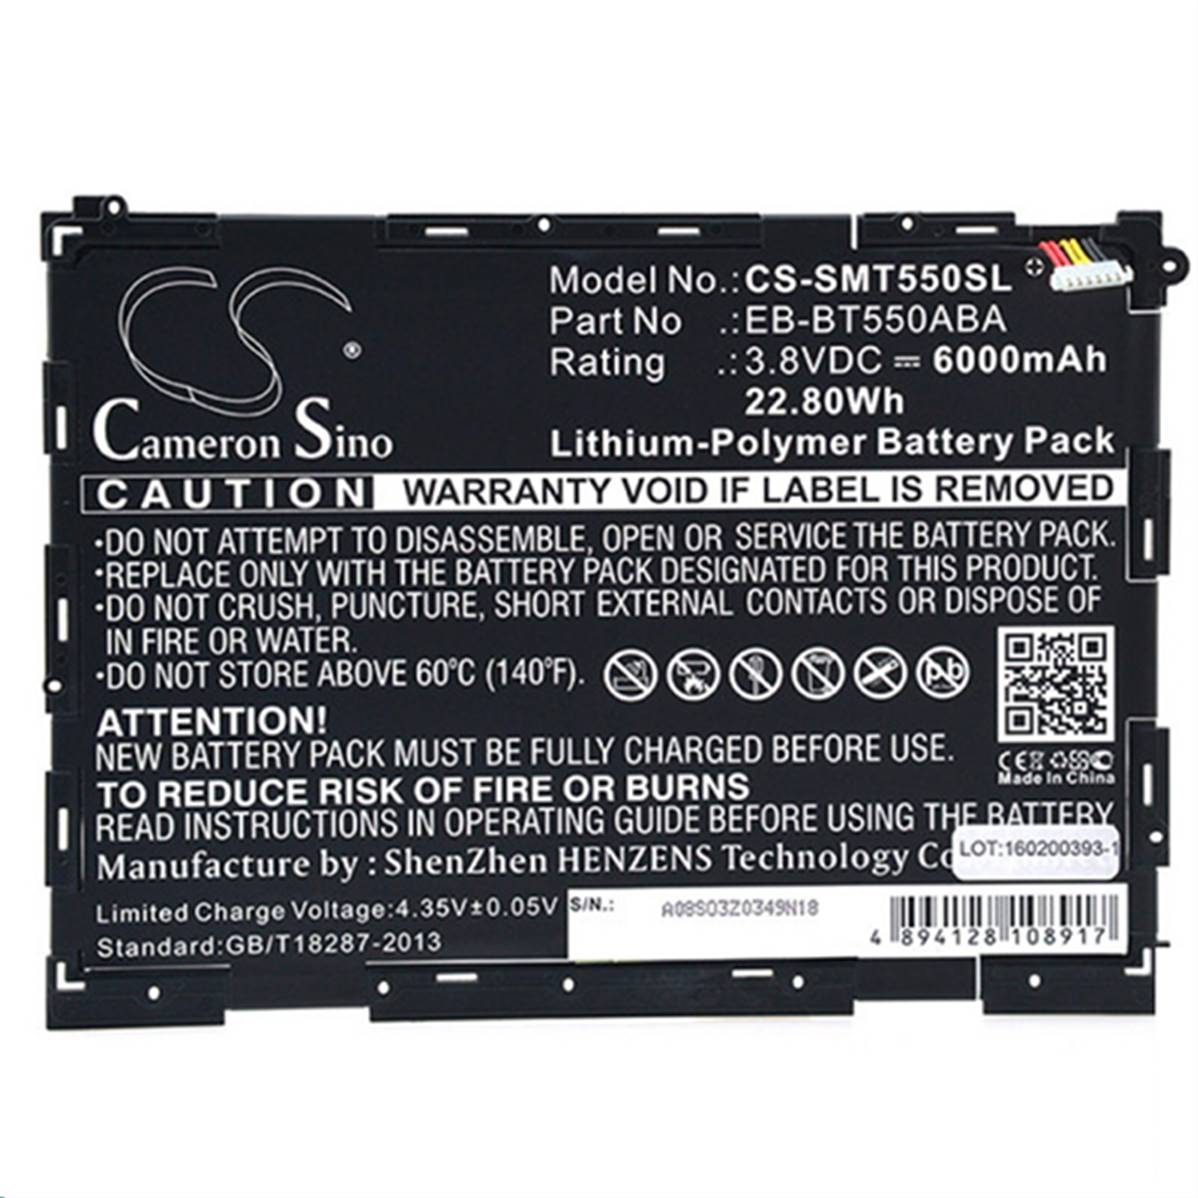 CS ®
Cameron Sino
Model No.: CS-SMT550SL
Part No .: EB-BT550ABA
Rating .: 3.8VDC ⎓ 6000mAh
22.80Wh
Lithium-Polymer Battery Pack
CAUTION WARRANTY VOID IF LABEL IS REMOVED
•DO NOT ATTEMPT TO DISASSEMBLE, OPEN OR SERVICE THE BATTERY PACK.
•REPLACE ONLY WITH THE BATTERY PACK DESIGNATED FOR THIS PRODUCT.
•DO NOT CRUSH, PUNCTURE, SHORT EXTERNAL CONTACTS OR DISPOSE OF
IN FIRE OR WATER.
•DO NOT STORE ABOVE 60°C (140°F).
Pb
ATTENTION!
NEW BATTERY PACK MUST BE FULLY CHARGED BEFORE USE.
CE
Made In China
TO REDUCE RISK OF FIRE OR BURNS
READ INSTRUCTIONS IN OPERATING GUIDE BEFORE USING THE BATTERY
Manufacture by : ShenZhen HENZENS Technology Co
LOT:160200393-1
Limited Charge Voltage:4.35V±0.05V
Standard:GB/T18287-2013
S/N.: A08S03Z0349N18
4 894128 108917